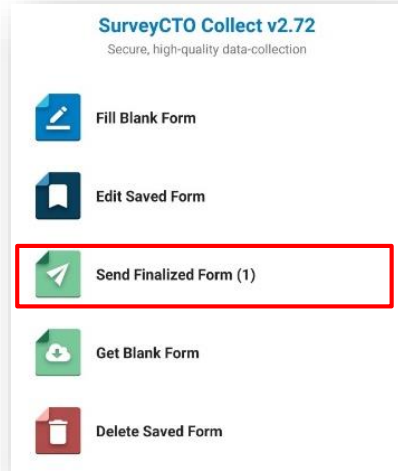 SurveyCTO Collect v2.72
Secure, high-quality data-collection
Fill Blank Form
Edit Saved Form
Send Finalized Form (1)
Get Blank Form
Delete Saved Form